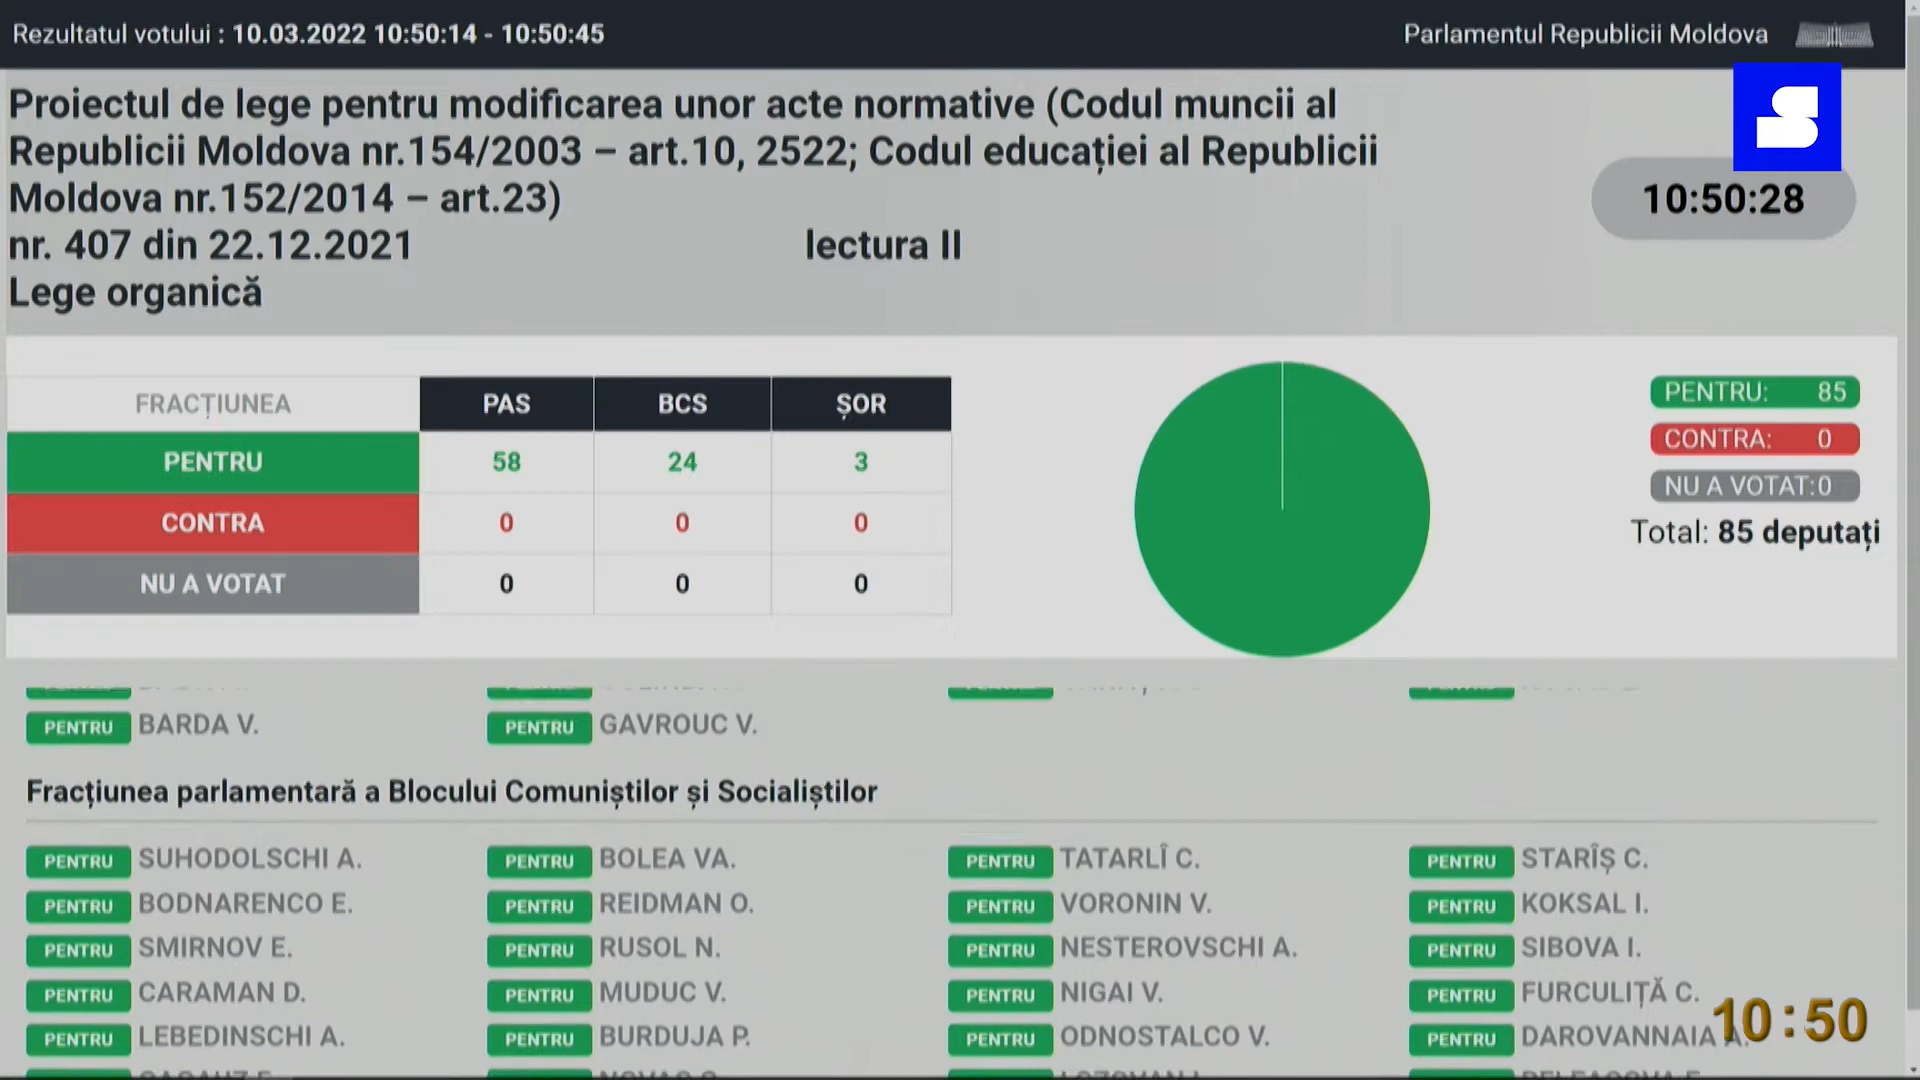 Rezultatul votului : 10.03.2022 10:50:14 - 10:50:45
Parlamentul Republicii Moldova
Proiectul de lege pentru modificarea unor acte normative (Codul muncii al
Republicii Moldova nr.154/2003 – art.10, 2522; Codul educației al Republicii
Moldova nr.152/2014 – art.23)
nr. 407 din 22.12.2021 lectura II
Lege organică
10:50:28
FRACȚIUNEA PAS BCS ȘOR
PENTRU 58 24 3
CONTRA 0 0 0
NU A VOTAT 0 0 0
PENTRU: 85
CONTRA: 0
NU A VOTAT:0
Total: 85 deputați
PENTRU BARDA V. PENTRU GAVROUC V.
Fracțiunea parlamentară a Blocului Comuniștilor și Socialiștilor
PENTRU SUHODOLSCHI A. PENTRU BOLEA VA. PENTRU TATARLÎ C. PENTRU STARÎȘ C.
PENTRU BODNARENCO E. PENTRU REIDMAN O. PENTRU VORONIN V. PENTRU KOKSAL I.
PENTRU SMIRNOV E. PENTRU RUSOL N. PENTRU NESTEROVSCHI A. PENTRU SIBOVA I.
PENTRU CARAMAN D. PENTRU MUDUC V. PENTRU NIGAI V. PENTRU FURCULIȚĂ C.
PENTRU LEBEDINSCHI A. PENTRU BURDUJA P. PENTRU ODNOSTALCO V. PENTRU DAROVANNAIA A.
10:50